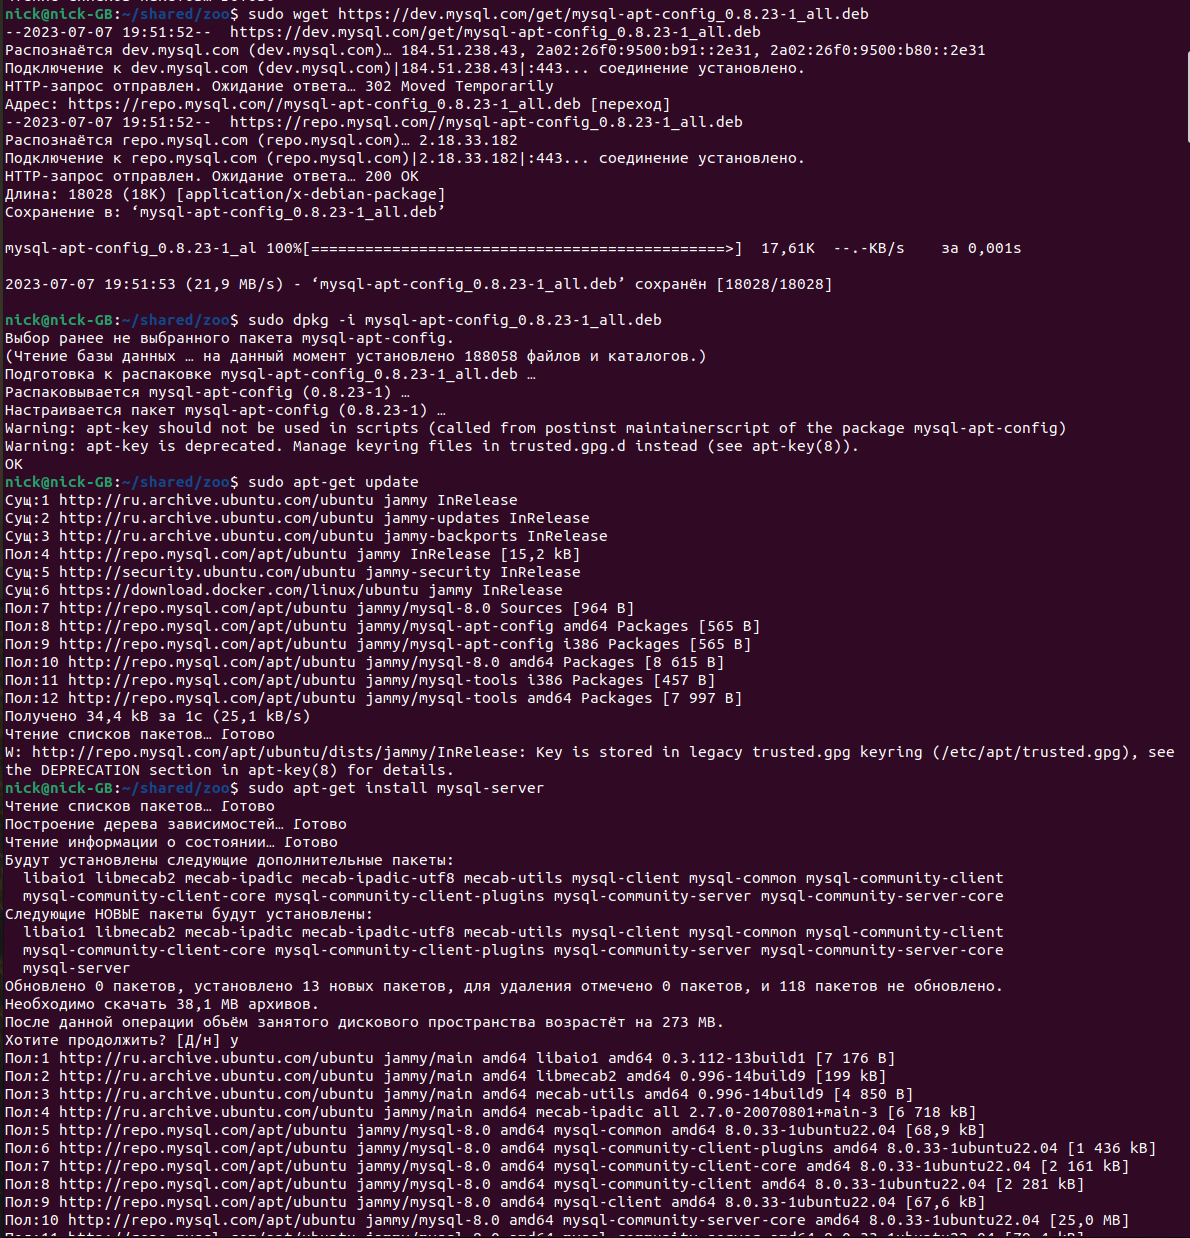 nick@nick-GB:~/shared/zoo$ sudo wget https://dev.mysql.com/get/mysql-apt-config_0.8.23-1_all.deb
--2023-07-07 19:51:52--  https://dev.mysql.com/get/mysql-apt-config_0.8.23-1_all.deb
Распознаётся dev.mysql.com (dev.mysql.com)… 184.51.238.43, 2a02:26f0:9500:b91::2e31, 2a02:26f0:9500:b80::2e31
Подключение к dev.mysql.com (dev.mysql.com)|184.51.238.43|:443... соединение установлено.
HTTP-запрос отправлен. Ожидание ответа… 302 Moved Temporarily
Адрес: https://repo.mysql.com//mysql-apt-config_0.8.23-1_all.deb [переход]
--2023-07-07 19:51:52--  https://repo.mysql.com//mysql-apt-config_0.8.23-1_all.deb
Распознаётся repo.mysql.com (repo.mysql.com)… 2.18.33.182
Подключение к repo.mysql.com (repo.mysql.com)|2.18.33.182|:443... соединение установлено.
HTTP-запрос отправлен. Ожидание ответа… 200 OK
Длина: 18028 (18K) [application/x-debian-package]
Сохранение в: ‘mysql-apt-config_0.8.23-1_all.deb’
mysql-apt-config_0.8.23-1_al 100%[==============================================>]  17,61K  --.-KB/s    за 0,001s
2023-07-07 19:51:53 (21,9 MB/s) - ‘mysql-apt-config_0.8.23-1_all.deb’ сохранён [18028/18028]
nick@nick-GB:~/shared/zoo$ sudo dpkg -i mysql-apt-config_0.8.23-1_all.deb
Выбор ранее не выбранного пакета mysql-apt-config.
(Чтение базы данных … на данный момент установлено 188058 файлов и каталогов.)
Подготовка к распаковке mysql-apt-config_0.8.23-1_all.deb …
Распаковывается mysql-apt-config (0.8.23-1) …
Настраивается пакет mysql-apt-config (0.8.23-1) …
Warning: apt-key should not be used in scripts (called from postinst maintainerscript of the package mysql-apt-config)
Warning: apt-key is deprecated. Manage keyring files in trusted.gpg.d instead (see apt-key(8)).
OK
nick@nick-GB:~/shared/zoo$ sudo apt-get update
Сущ:1 http://ru.archive.ubuntu.com/ubuntu jammy InRelease
Сущ:2 http://ru.archive.ubuntu.com/ubuntu jammy-updates InRelease
Сущ:3 http://ru.archive.ubuntu.com/ubuntu jammy-backports InRelease
Пол:4 http://repo.mysql.com/apt/ubuntu jammy InRelease [15,2 kB]
Сущ:5 http://security.ubuntu.com/ubuntu jammy-security InRelease
Сущ:6 https://download.docker.com/linux/ubuntu jammy InRelease
Пол:7 http://repo.mysql.com/apt/ubuntu jammy/mysql-8.0 Sources [964 B]
Пол:8 http://repo.mysql.com/apt/ubuntu jammy/mysql-apt-config amd64 Packages [565 B]
Пол:9 http://repo.mysql.com/apt/ubuntu jammy/mysql-apt-config i386 Packages [565 B]
Пол:10 http://repo.mysql.com/apt/ubuntu jammy/mysql-8.0 amd64 Packages [8 615 B]
Пол:11 http://repo.mysql.com/apt/ubuntu jammy/mysql-tools i386 Packages [457 B]
Пол:12 http://repo.mysql.com/apt/ubuntu jammy/mysql-tools amd64 Packages [7 997 B]
Получено 34,4 kB за 1с (25,1 kB/s)
Чтение списков пакетов… Готово
W: http://repo.mysql.com/apt/ubuntu/dists/jammy/InRelease: Key is stored in legacy trusted.gpg keyring (/etc/apt/trusted.gpg), see
the DEPRECATION section in apt-key(8) for details.
nick@nick-GB:~/shared/zoo$ sudo apt-get install mysql-server
Чтение списков пакетов… Готово
Построение дерева зависимостей… Готово
Чтение информации о состоянии… Готово
Будут установлены следующие дополнительные пакеты:
  libaio1 libmecab2 mecab-ipadic mecab-ipadic-utf8 mecab-utils mysql-client mysql-common mysql-community-client
  mysql-community-client-core mysql-community-client-plugins mysql-community-server mysql-community-server-core
Следующие НОВЫЕ пакеты будут установлены:
  libaio1 libmecab2 mecab-ipadic mecab-ipadic-utf8 mecab-utils mysql-client mysql-common mysql-community-client
  mysql-community-client-core mysql-community-client-plugins mysql-community-server mysql-community-server-core
  mysql-server
Обновлено 0 пакетов, установлено 13 новых пакетов, для удаления отмечено 0 пакетов, и 118 пакетов не обновлено.
Необходимо скачать 38,1 MB архивов.
После данной операции объём занятого дискового пространства возрастёт на 273 MB.
Хотите продолжить? [Д/н] y
Пол:1 http://ru.archive.ubuntu.com/ubuntu jammy/main amd64 libaio1 amd64 0.3.112-13build1 [7 176 B]
Пол:2 http://ru.archive.ubuntu.com/ubuntu jammy/main amd64 libmecab2 amd64 0.996-14build9 [199 kB]
Пол:3 http://ru.archive.ubuntu.com/ubuntu jammy/main amd64 mecab-utils amd64 0.996-14build9 [4 850 B]
Пол:4 http://ru.archive.ubuntu.com/ubuntu jammy/main amd64 mecab-ipadic all 2.7.0-20070801+main-3 [6 718 kB]
Пол:5 http://repo.mysql.com/apt/ubuntu jammy/mysql-8.0 amd64 mysql-common amd64 8.0.33-1ubuntu22.04 [68,9 kB]
Пол:6 http://repo.mysql.com/apt/ubuntu jammy/mysql-8.0 amd64 mysql-community-client-plugins amd64 8.0.33-1ubuntu22.04 [1 436 kB]
Пол:7 http://repo.mysql.com/apt/ubuntu jammy/mysql-8.0 amd64 mysql-community-client-core amd64 8.0.33-1ubuntu22.04 [2 161 kB]
Пол:8 http://repo.mysql.com/apt/ubuntu jammy/mysql-8.0 amd64 mysql-community-client amd64 8.0.33-1ubuntu22.04 [2 281 kB]
Пол:9 http://repo.mysql.com/apt/ubuntu jammy/mysql-8.0 amd64 mysql-client amd64 8.0.33-1ubuntu22.04 [67,6 kB]
Пол:10 http://repo.mysql.com/apt/ubuntu jammy/mysql-8.0 amd64 mysql-community-server-core amd64 8.0.33-1ubuntu22.04 [25,0 MB]